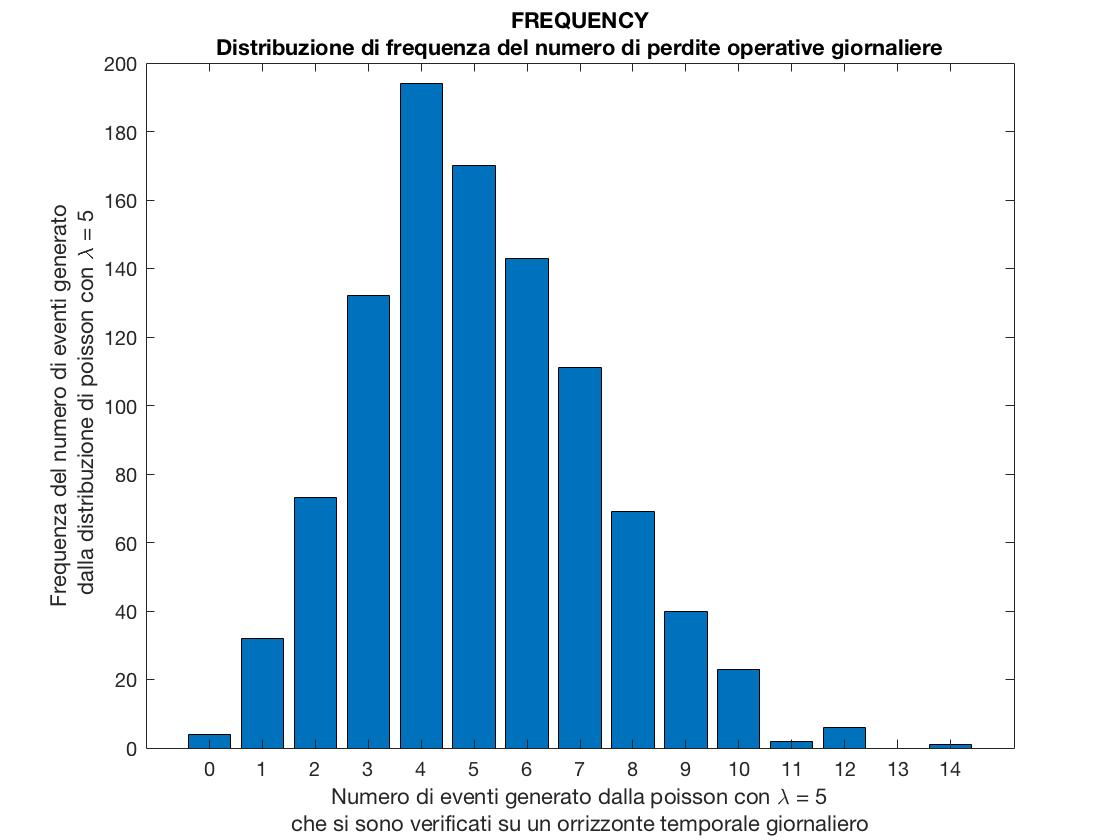 FREQUENCY
Distribuzione di frequenza del numero di perdite operative giornaliere
Frequenza del numero di eventi generato
dalla distribuzione di poisson con λ = 5
200
180
160
140
120
100
80
60
40
20
0
0 1 2 3 4 5 6 7 8 9 10 11 12 13 14
Numero di eventi generato dalla poisson con λ = 5
che si sono verificati su un orrizzonte temporale giornaliero